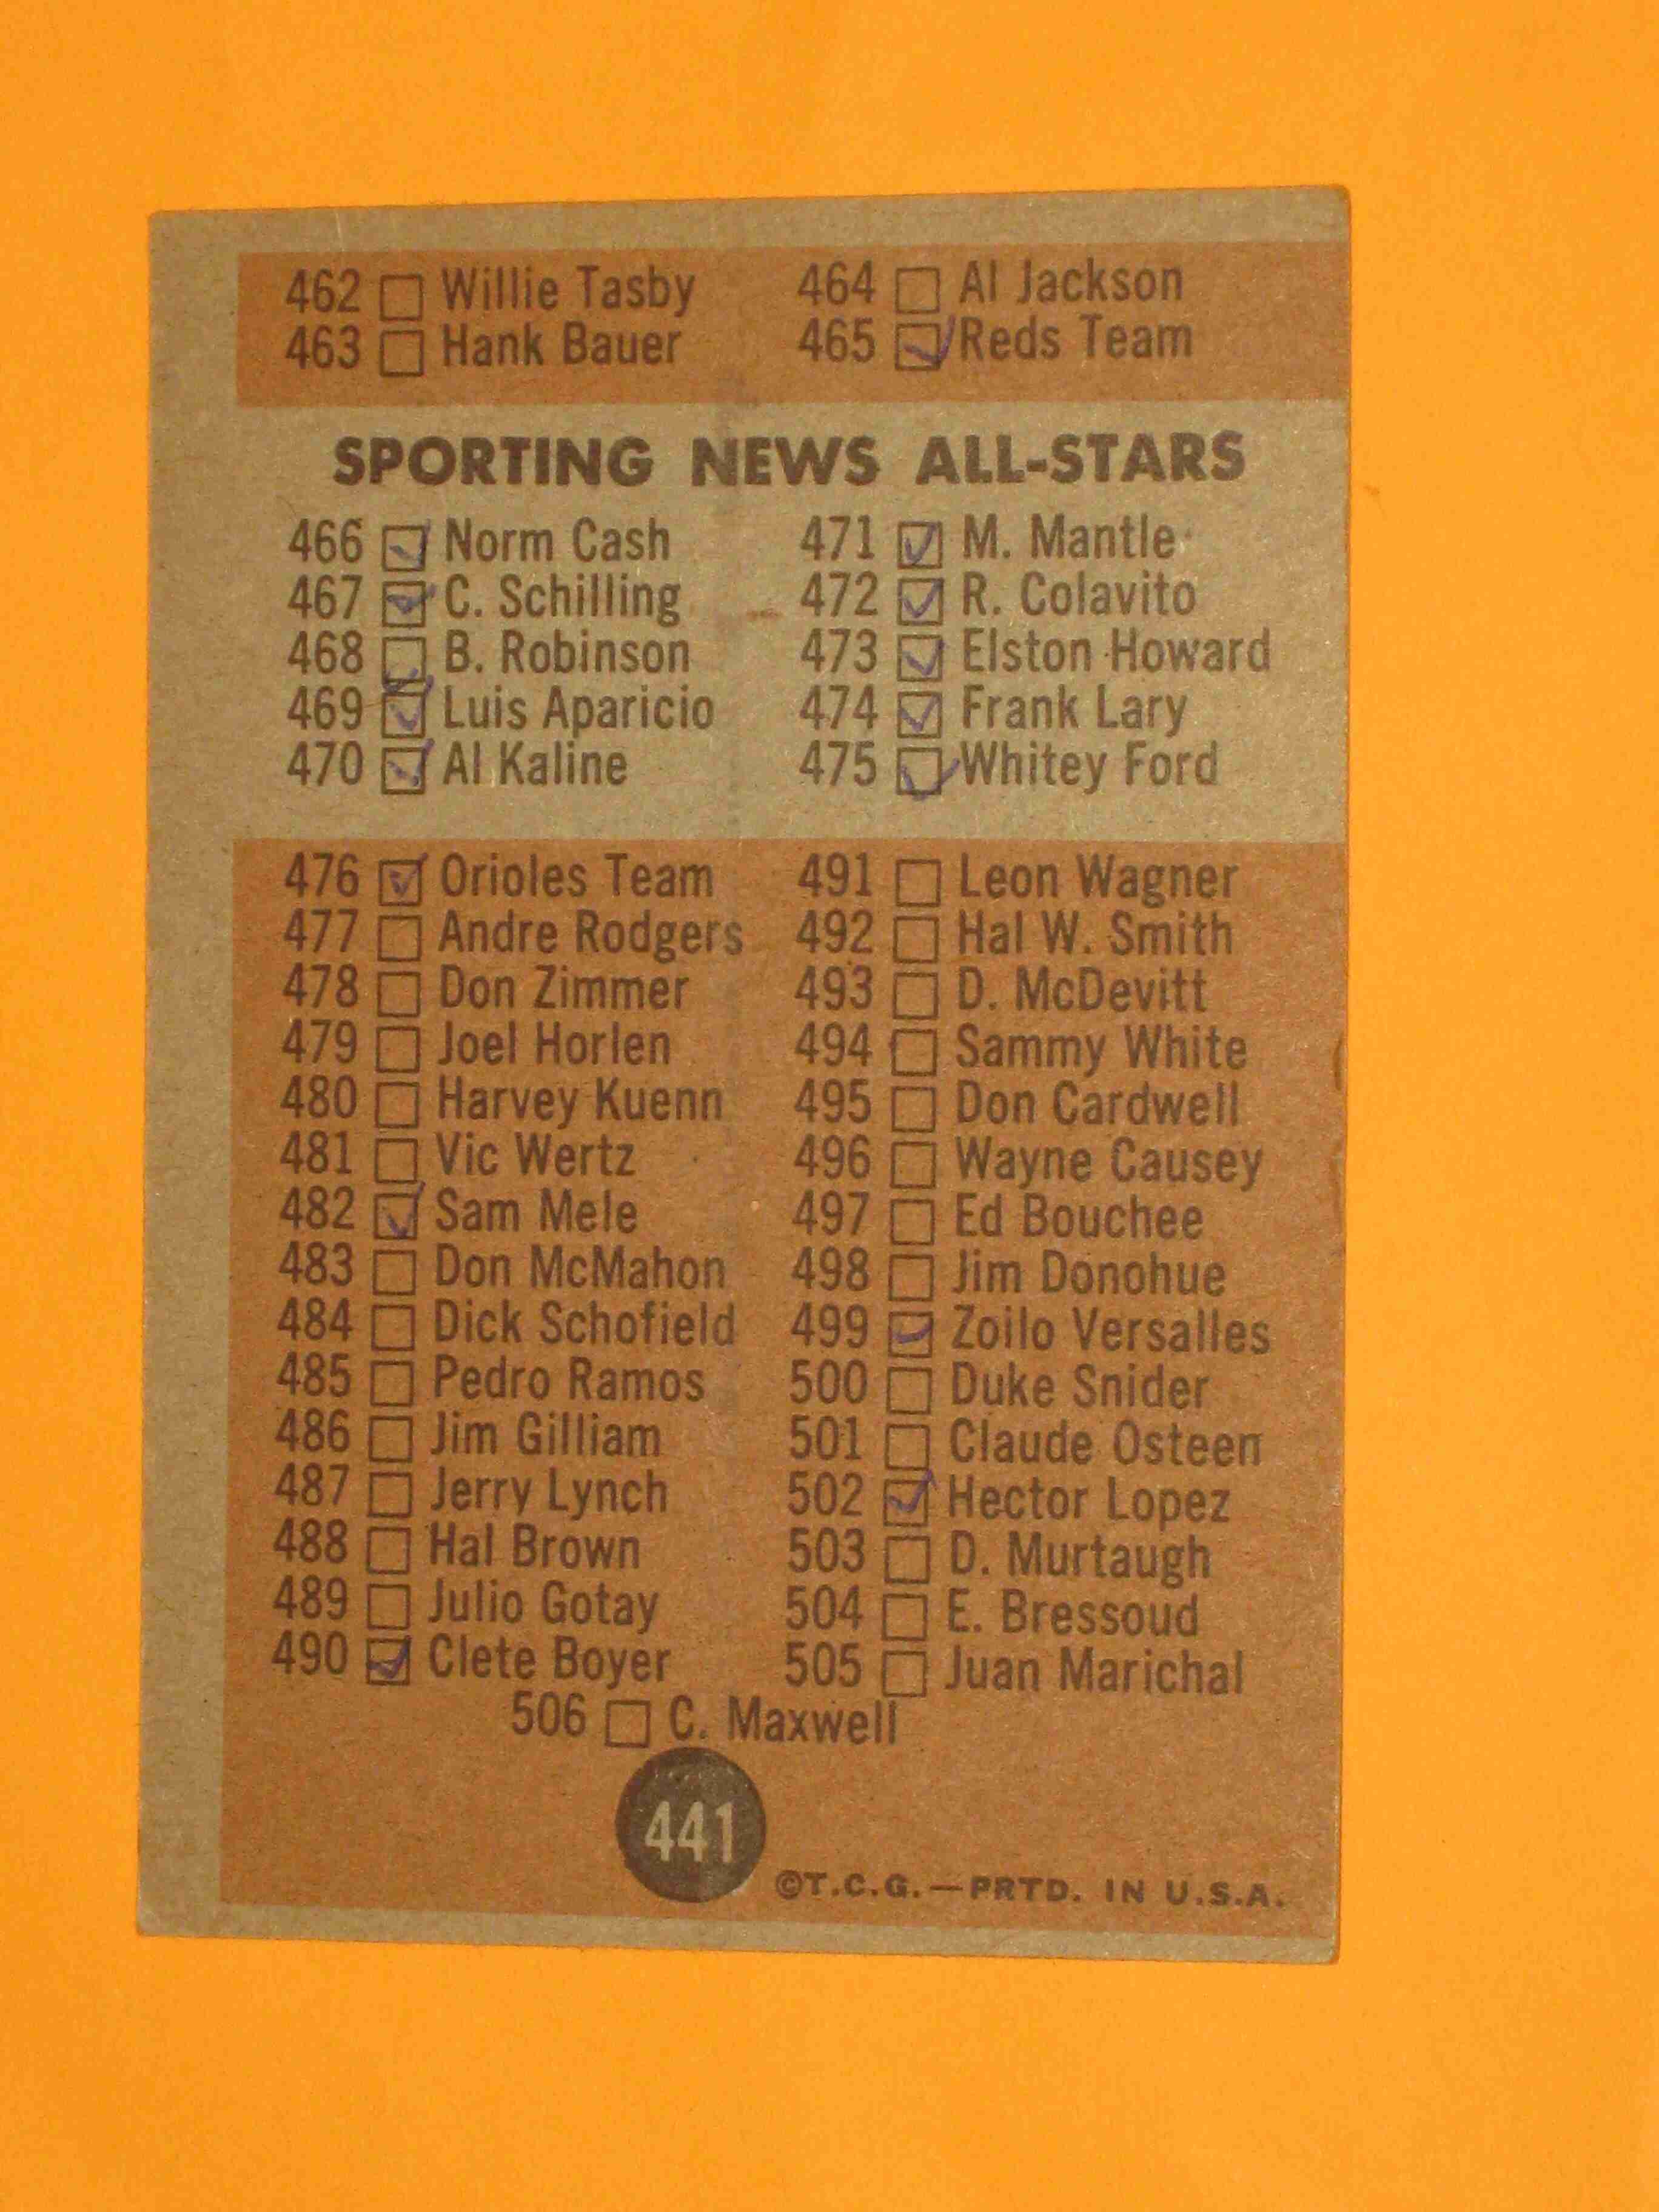 462 ☐ Willie Tasby 464 ☐ Al Jackson
463 ☐ Hank Bauer 465 ☑ Reds Team
SPORTING NEWS ALL-STARS
466 ☑ Norm Cash 471 ☑ M. Mantle
467 ☑ C. Schilling 472 ☑ R. Colavito
468 ☑ B. Robinson 473 ☑ Elston Howard
469 ☑ Luis Aparicio 474 ☑ Frank Lary
470 ☑ Al Kaline 475 ☑ Whitey Ford
476 ☑ Orioles Team 491 ☐ Leon Wagner
477 ☐ Andre Rodgers 492 ☐ Hal W. Smith
478 ☐ Don Zimmer 493 ☐ D. McDevitt
479 ☐ Joel Horlen 494 ☐ Sammy White
480 ☐ Harvey Kuenn 495 ☐ Don Cardwell
481 ☐ Vic Wertz 496 ☐ Wayne Causey
482 ☑ Sam Mele 497 ☐ Ed Bouchee
483 ☐ Don McMahon 498 ☐ Jim Donohue
484 ☐ Dick Schofield 499 ☑ Zoilo Versalles
485 ☐ Pedro Ramos 500 ☐ Duke Snider
486 ☐ Jim Gilliam 501 ☐ Claude Osteen
487 ☐ Jerry Lynch 502 ☑ Hector Lopez
488 ☐ Hal Brown 503 ☐ D. Murtaugh
489 ☐ Julio Gotay 504 ☐ E. Bressoud
490 ☑ Clete Boyer 505 ☐ Juan Marichal
506 ☐ C. Maxwell
441
©T.C.G.—PRTD. IN U.S.A.